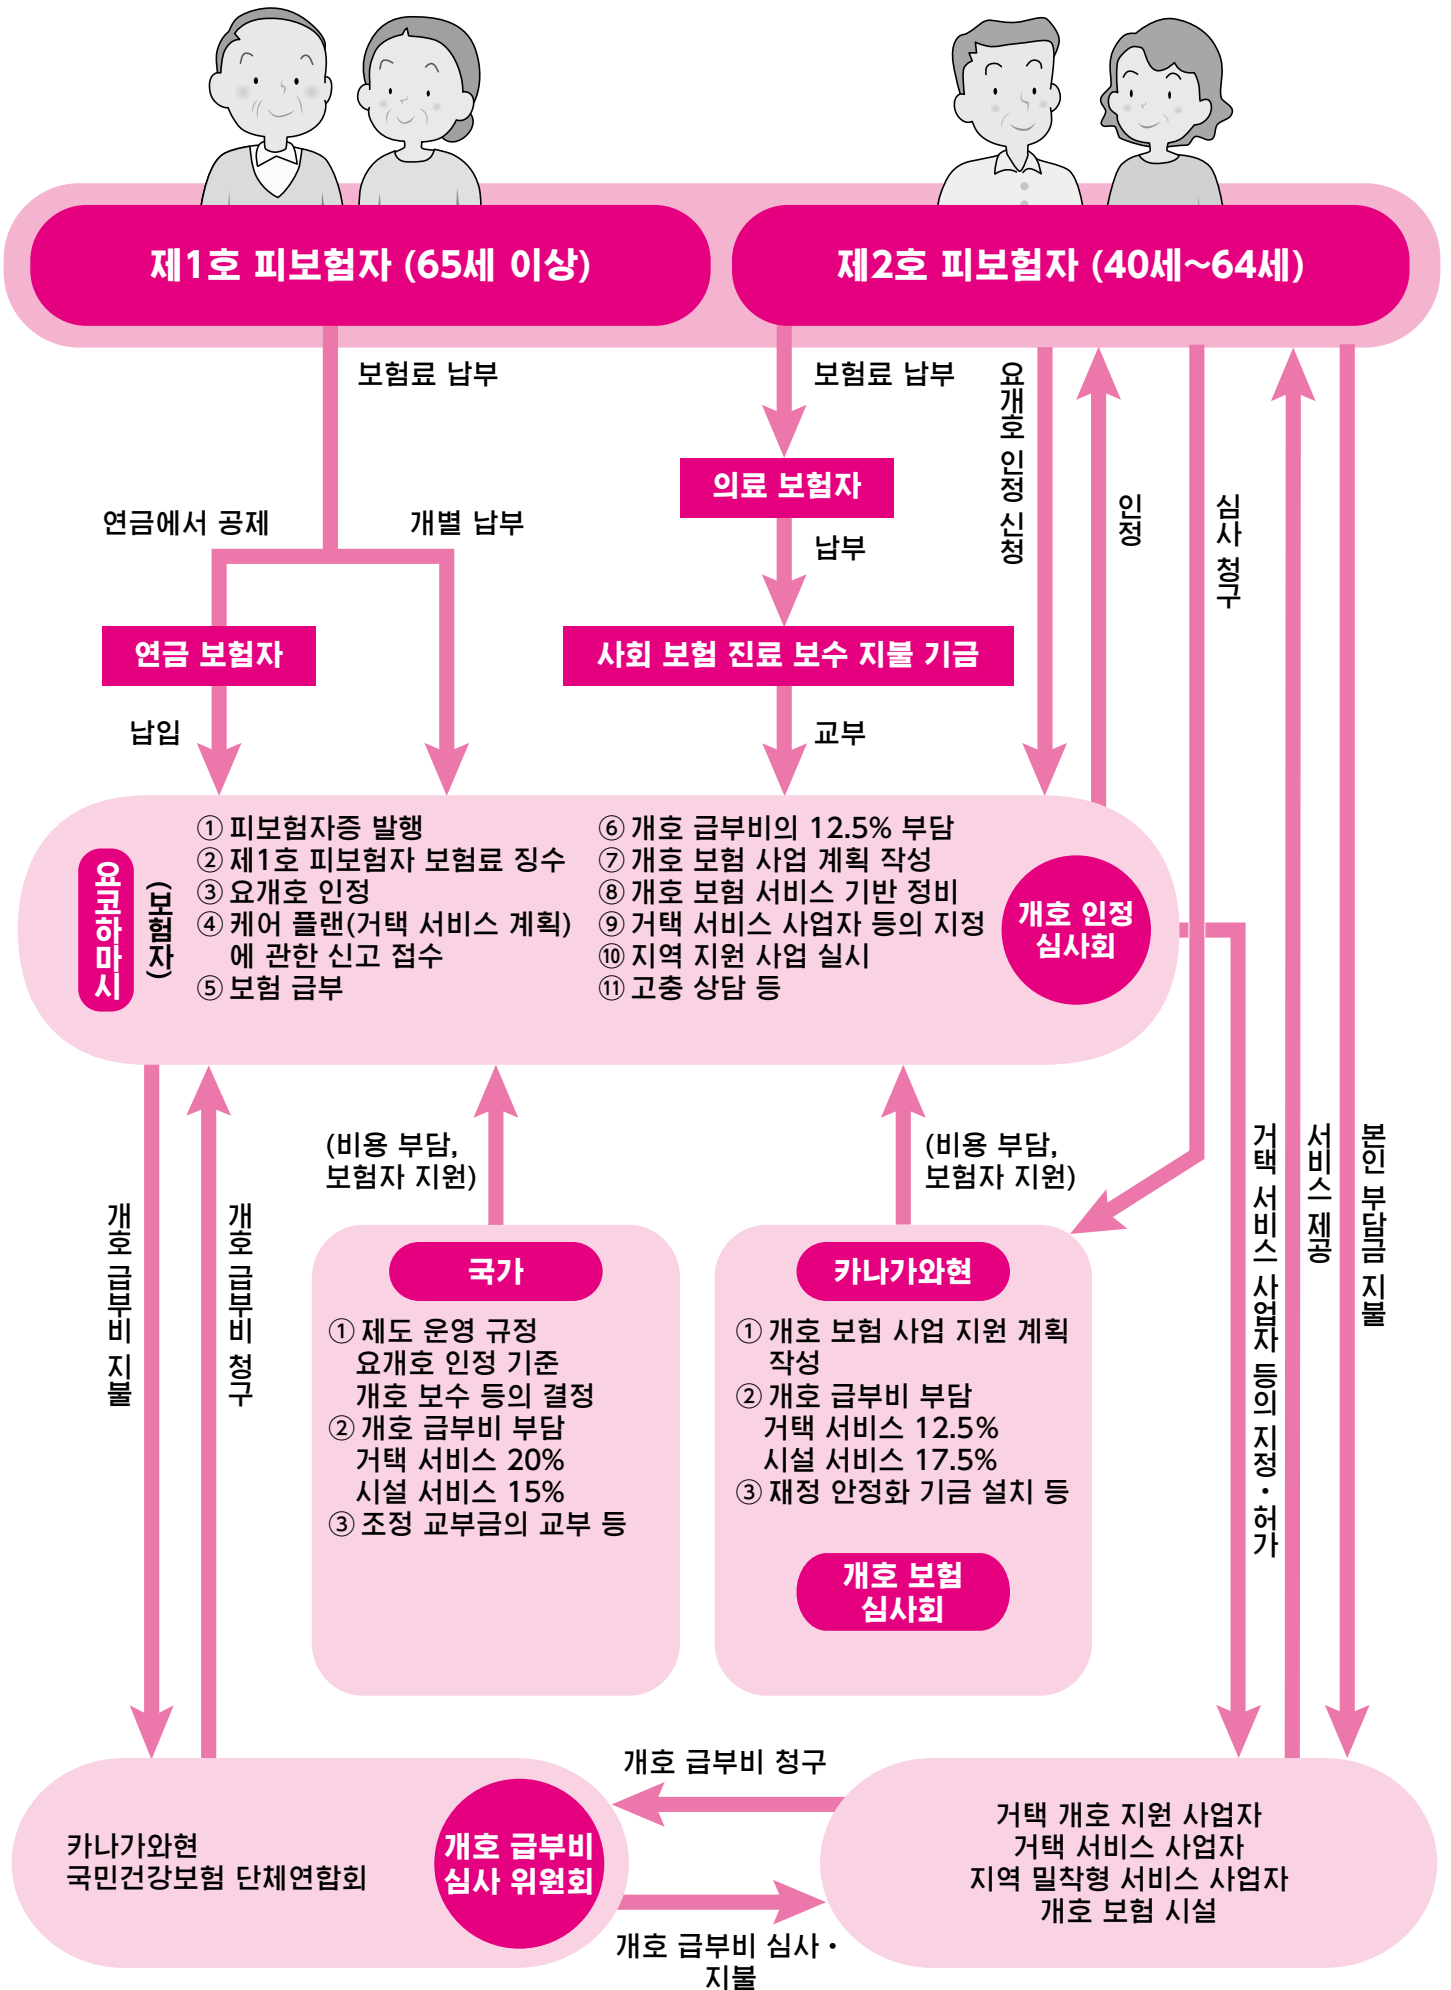 제1호 피보험자 (65세 이상)
제2호 피보험자 (40세~64세)
보험료 납부
보험료 납부
요개호 인정 신청
인정
심사 청구
의료 보험자
연금에서 공제
개별 납부
납부
연금 보험자
사회 보험 진료 보수 지불 기금
납입
교부
요코하마시
(보험자)
① 피보험자증 발행
② 제1호 피보험자 보험료 징수
③ 요개호 인정
④ 케어 플랜(거택 서비스 계획)
에 관한 신고 접수
⑤ 보험 급부
⑥ 개호 급부비의 12.5% 부담
⑦ 개호 보험 사업 계획 작성
⑧ 개호 보험 서비스 기반 정비
⑨ 거택 서비스 사업자 등의 지정
⑩ 지역 지원 사업 실시
⑪ 고충 상담 등
개호 인정
심사회
개호 급부비 지불
개호 급부비 청구
(비용 부담,
보험자 지원)
(비용 부담,
보험자 지원)
거택 서비스 사업자 등의 지정・허가
서비스 제공
본인 부담금 지불
국가
① 제도 운영 규정
요개호 인정 기준
개호 보수 등의 결정
② 개호 급부비 부담
거택 서비스 20%
시설 서비스 15%
③ 조정 교부금의 교부 등
카나가와현
① 개호 보험 사업 지원 계획
작성
② 개호 급부비 부담
거택 서비스 12.5%
시설 서비스 17.5%
③ 재정 안정화 기금 설치 등
개호 보험
심사회
개호 급부비 청구
카나가와현
국민건강보험 단체연합회
개호 급부비
심사 위원회
거택 개호 지원 사업자
거택 서비스 사업자
지역 밀착형 서비스 사업자
개호 보험 시설
개호 급부비 심사・
지불